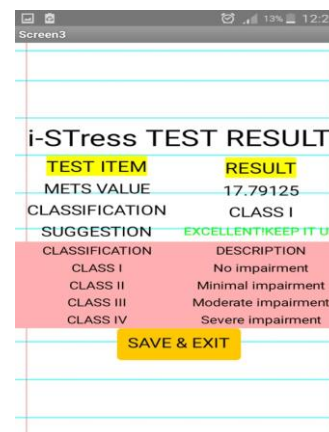 13% 12:2
Screen3
i-STress TEST RESULT
TEST ITEM RESULT
METS VALUE 17.79125
CLASSIFICATION CLASS I
SUGGESTION EXCELLENT!KEEP IT U
CLASSIFICATION DESCRIPTION
CLASS I No impairment
CLASS II Minimal impairment
CLASS III Moderate impairment
CLASS IV Severe impairment
SAVE & EXIT